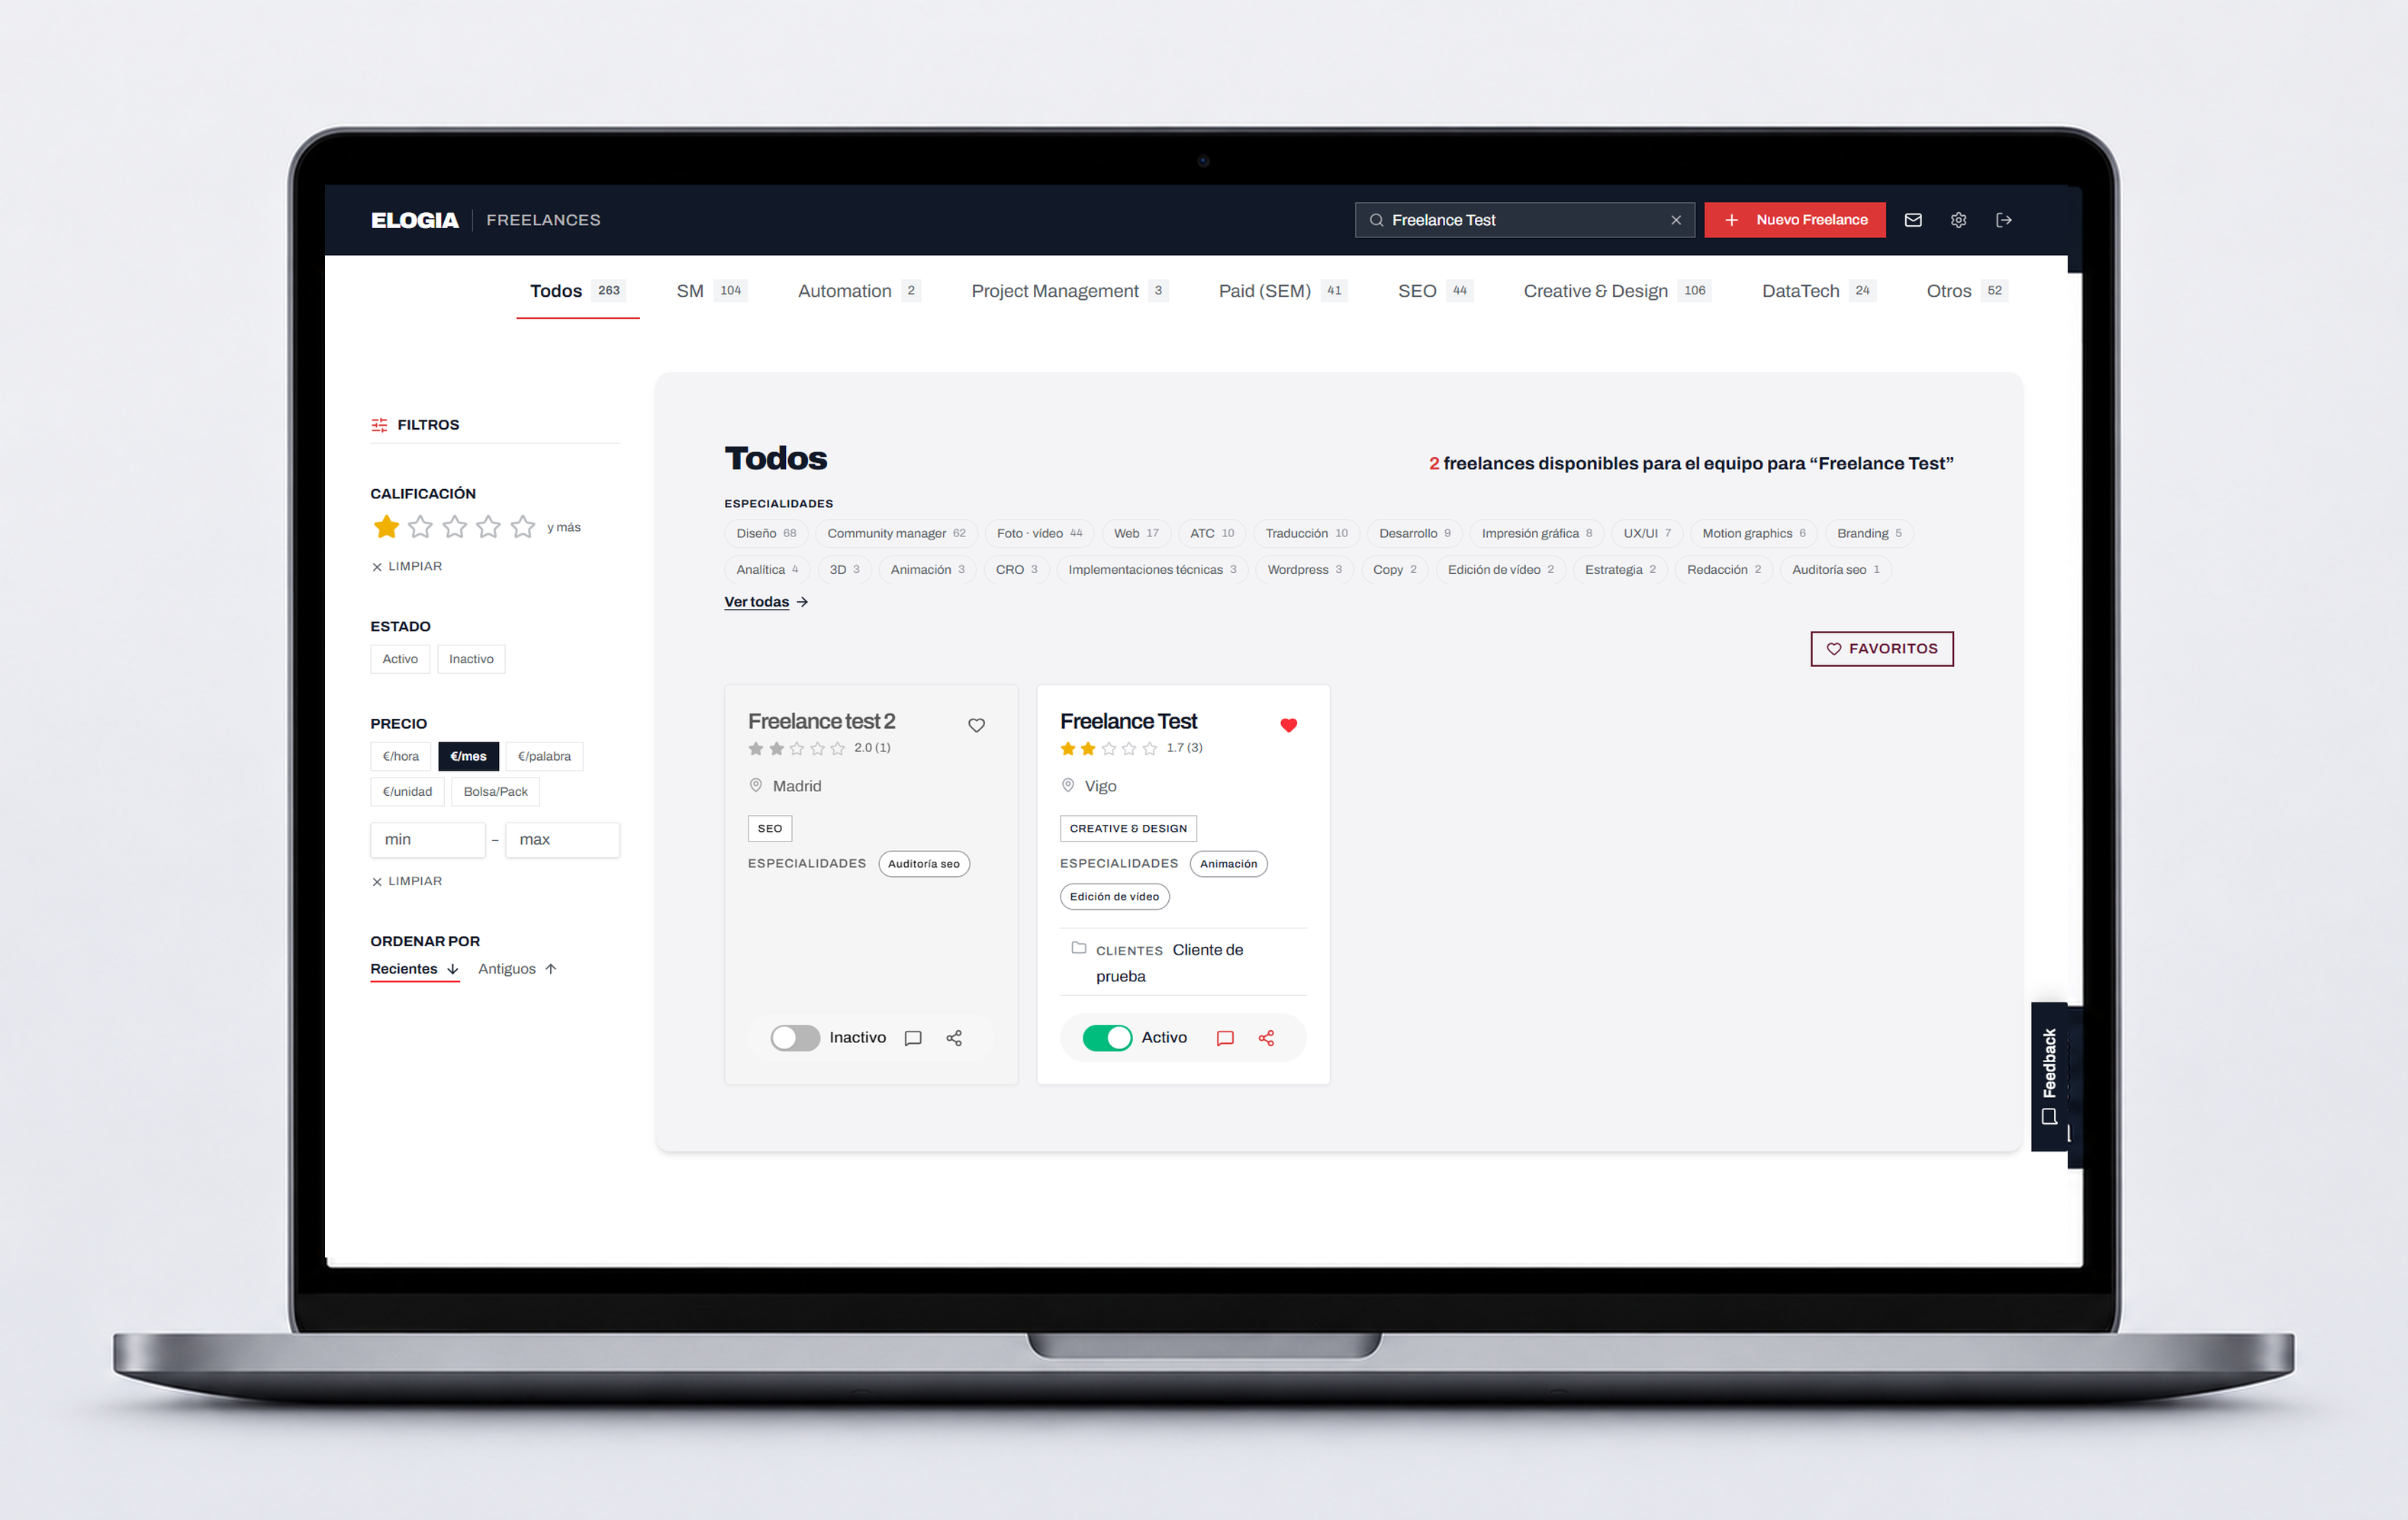 ELOGIA FREELANCES Freelance Test Nuevo Freelance
Todos 263 SM 104 Automation 2 Project Management 3 Paid (SEM) 41 SEO 44 Creative & Design 106 DataTech 24 Otros 52
FILTROS
CALIFICACIÓN
y más
LIMPIAR
ESTADO
Activo Inactivo
PRECIO
€/hora €/mes €/palabra
€/unidad Bolsa/Pack
min – max
LIMPIAR
ORDENAR POR
Recientes Antiguos
Todos
2 freelances disponibles para el equipo para “Freelance Test”
ESPECIALIDADES
Diseño 68 Community manager 62 Foto · vídeo 44 Web 17 ATC 10 Traducción 10 Desarrollo 9 Impresión gráfica 8 UX/UI 7 Motion graphics 6 Branding 5
Analítica 4 3D 3 Animación 3 CRO 3 Implementaciones técnicas 3 Wordpress 3 Copy 2 Edición de vídeo 2 Estrategia 2 Redacción 2 Auditoría seo 1
Ver todas
FAVORITOS
Freelance test 2
2.0 (1)
Madrid
SEO
ESPECIALIDADES Auditoría seo
Inactivo
Freelance Test
1.7 (3)
Vigo
CREATIVE & DESIGN
ESPECIALIDADES Animación
Edición de vídeo
CLIENTES Cliente de
prueba
Activo
Feedback